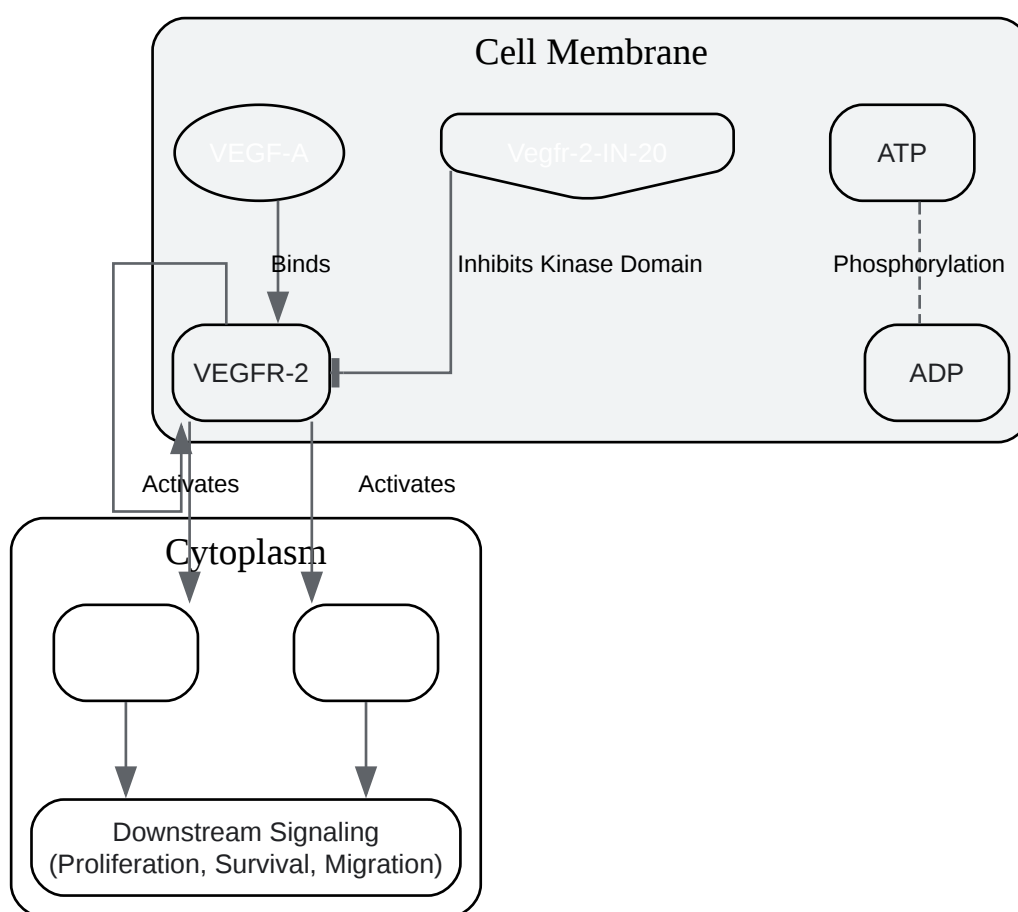 Cell Membrane
VEGF-A
Vegfr-2-IN-20
ATP
Binds
Inhibits Kinase Domain
Phosphorylation
VEGFR-2
ADP
Activates
Activates
Cytoplasm
Downstream Signaling
(Proliferation, Survival, Migration)